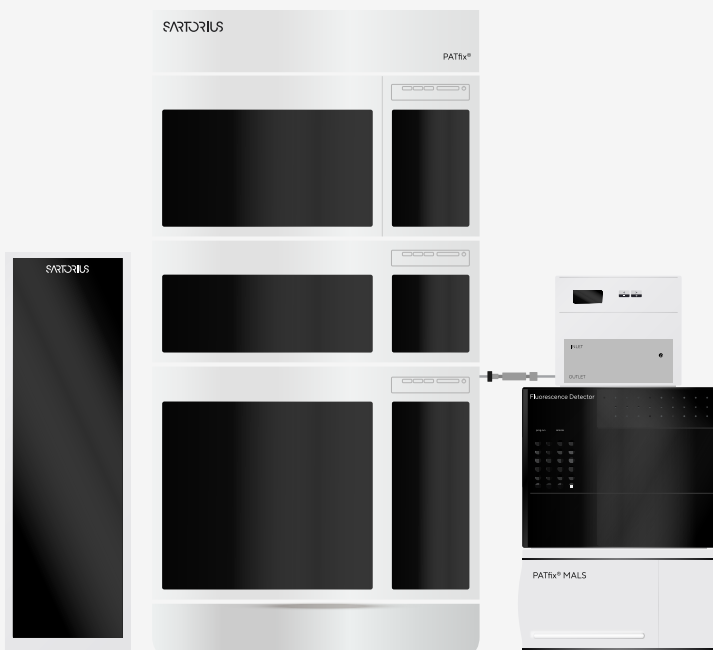 SARTORIUS
PATfix®
SARTORIUS
INLET
OUTLET
Fluorescence Detector
PATfix® MALS